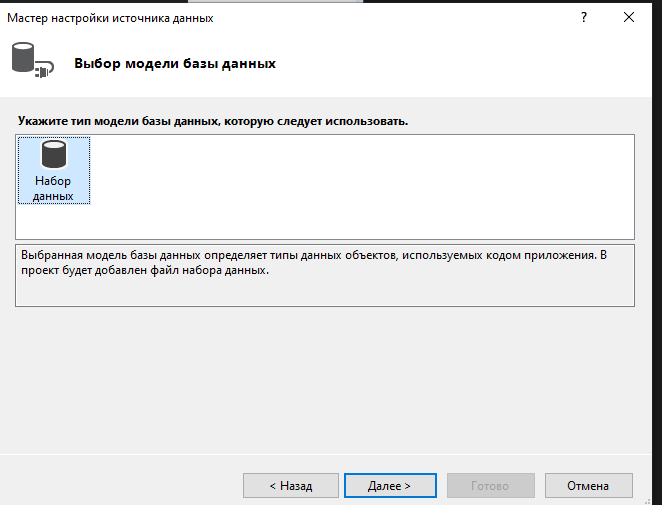 Мастер настройки источника данных
?
Выбор модели базы данных
Укажите тип модели базы данных, которую следует использовать.
Набор
данных
Выбранная модель базы данных определяет типы данных объектов, используемых кодом приложения. В
проект будет добавлен файл набора данных.
< Назад
Далее >
Готово
Отмена